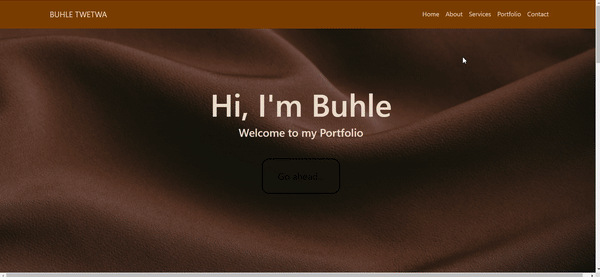 BUHLE TWETWA
Home About Services Portfolio Contact
Hi, I'm Buhle
Welcome to my Portfolio
Go ahead